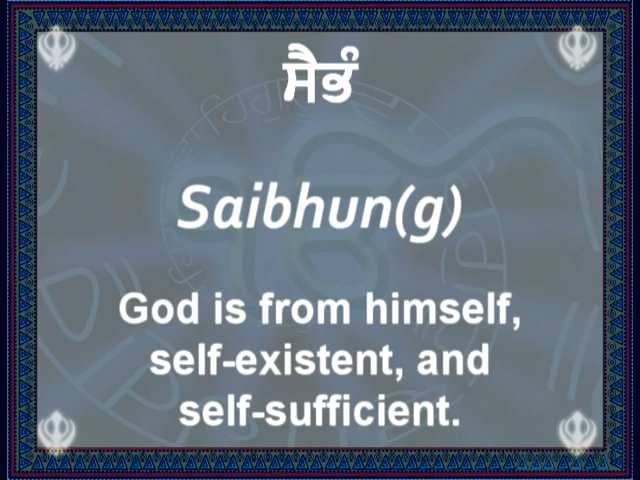 ਸੈਭੰ
Saibhun(g)
God is from himself,
self-existent, and
self-sufficient.